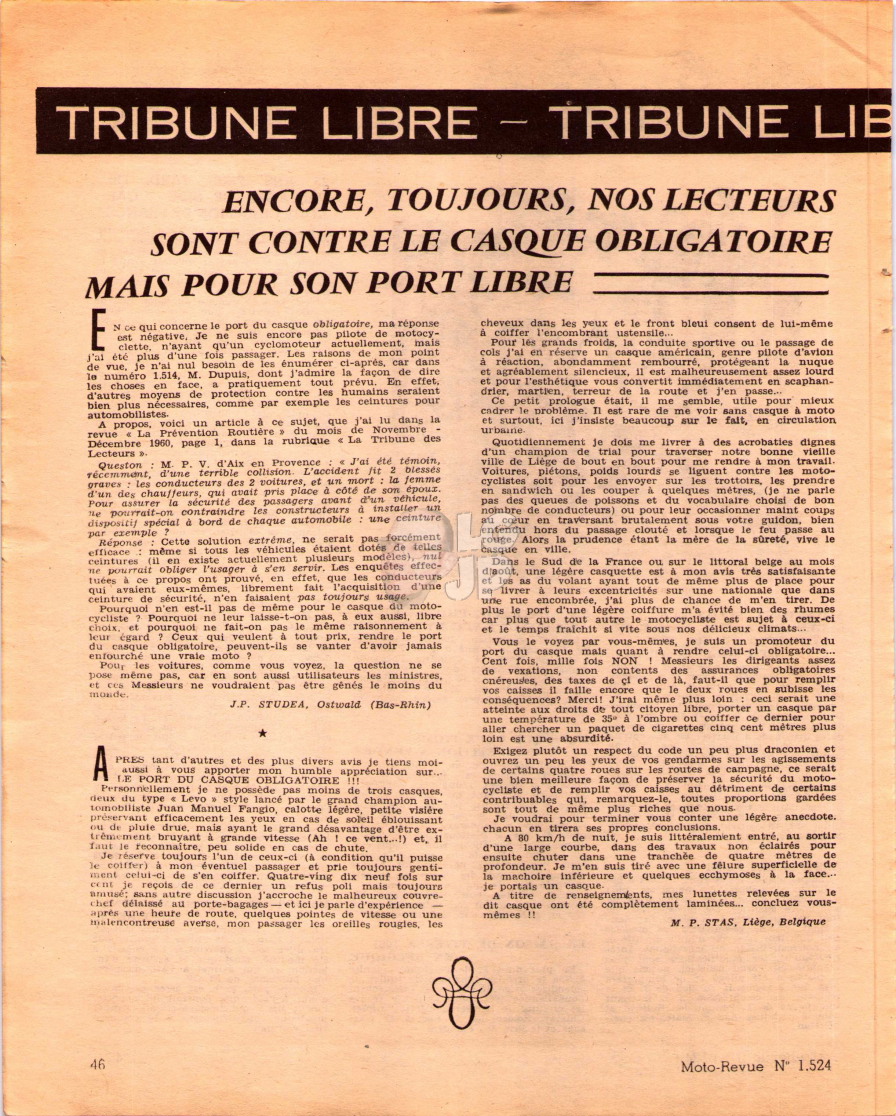 TRIBUNE LIBRE – TRIBUNE LIB
ENCORE, TOUJOURS, NOS LECTEURS
SONT CONTRE LE CASQUE OBLIGATOIRE
MAIS POUR SON PORT LIBRE
EN ce qui concerne le port du casque obligatoire, ma réponse
est négative, Je ne suis encore pas pilote de motocy-
clette, n'ayant qu'un cyclomoteur actuellement, mais
j'ai été plus d'une fois passager. Les raisons de mon point
de vue, je n'ai nul besoin de les énumérer ci-après, car dans
le numéro 1.514, M. Dupuis, dont j'admire la façon de dire
les choses en face, a pratiquement tout prévu. En effet,
d'autres moyens de protection contre les humains seraient
bien plus nécessaires, comme par exemple les ceintures pour
automobilistes.
A propos, voici un article à ce sujet, que j'ai lu dans la
revue « La Prévention Routière » du mois de Novembre -
Décembre 1960, page 1, dans la rubrique « La Tribune des
Lecteurs ».
Queston : M. P. V. d'Aix en Provence : « J'ai été témoin,
récemment, d'une terrible collision. L'accident fit 2 blessés
graves : les conducteurs des 2 voitures, et un mort : la femme
d'un des chauffeurs, qui avait pris place à côté de son époux.
Pour assurer la sécurité des passagers avant d'un véhicule,
ne pourrait-on contraindre les constructeurs à installer un
dispositif spécial à bord de chaque automobile : une ceinture
par exemple ?
Réponse : Cette solution extrême, ne serait pas forcément
efficace : même si tous les véhicules étaient dotés de telles
ceintures (il en existe actuellement plusieurs modèles), nul
ne pourrait obliger l'usager à s'en servir. Les enquêtes effec-
tuées à ce propos ont prouvé, en effet, que les conducteurs
qui avaient eux-mêmes, librement fait l'acquisition d'une
ceinture de sécurité, n'en faisaient pas toujours usage.
Pourquoi n'en est-il pas de même pour le casque du moto-
cycliste ? Pourquoi ne leur laisse-t-on pas, à eux aussi, libre
choix, et pourquoi ne fait-on pas le même raisonnement à
leur égard ? Ceux qui veulent à tout prix, rendre le port
du casque obligatoire, peuvent-ils se vanter d'avoir jamais
enfourché une vraie moto ?
Pour les voitures, comme vous voyez, la question ne se
pose même pas, car en sont aussi utilisateurs les ministres,
et ces Messieurs ne voudraient pas être gênés le moins du
monde.
J.P. STUDEA, Ostwald (Bas-Rhin)
★
APRES tant d'autres et des plus divers avis je tiens moi-
aussi à vous apporter mon humble appréciation sur...
LE PORT DU CASQUE OBLIGATOIRE !!!
Personnellement je ne possède pas moins de trois casques,
deux du type « Levo » style lancé par le grand champion au-
tomobiliste Juan Manuel Fangio, calotte légère, petite visière
préservant efficacement les yeux en cas de soleil éblouissant
ou de pluie drue, mais ayant le grand désavantage d'être ex-
trêmement bruyant à grande vitesse (Ah ! ce vent...!) et, il
faut le reconnaître, peu solide en cas de chute.
Je réserve toujours l'un de ceux-ci (à condition qu'il puisse
le coiffer) à mon éventuel passager et prie toujours genti-
ment celui-ci de s'en coiffer. Quatre-ving dix neuf fois sur
cent je reçois de ce dernier un refus poli mais toujours
amusé; sans autre discussion j'accroche le malheureux couvre-
chef délaissé au porte-bagages — et ici je parle d'expérience —
après une heure de route, quelques pointes de vitesse ou une
malencontreuse averse, mon passager les oreilles rougies, les
cheveux dans les yeux et le front bleui consent de lui-même
à coiffer l'encombrant ustensile...
Pour lés grands froids, la conduite sportive ou le passage de
cols j'ai en réserve un casque américain, genre pilote d'avion
à réaction, abondamment rembourré, protégeant la nuque
et agréablement silencieux, il est malheureusement assez lourd
et pour l'esthétique vous convertit immédiatement en scaphan-
drier, martien, terreur de la route et j'en passe...
Ce petit prologue était, il me semble, utile pour mieux
cadrer le problème. Il est rare de me voir sans casque à moto
et surtout, ici j'insiste beaucoup sur le fait, en circulation
urbaine.
Quotidiennement je dois me livrer à des acrobaties dignes
d'un champion de trial pour traverser notre bonne vieille
ville de Liége de bout en bout pour me rendre à mon travail.
Voitures, piétons, poids lourds se liguent contre les moto-
cyclistes soit pour les envoyer sur les trottoirs, les prendre
en sandwich ou les couper à quelques mètres, (je ne parle
pas des queues de poissons et du vocabulaire choisi de bon
nombre de conducteurs) ou pour leur occasionner maint coups
au cœur en traversant brutalement sous votre guidon, bien
entendu hors du passage clouté et lorsque le feu passe au
rouge. Alors la prudence étant la mère de la sûreté, vive le
casque en ville.
Dans le Sud de la France ou sur le littoral belge au mois
d'août, une légère casquette est à mon avis très satisfaisante
et les as du volant ayant tout de même plus de place pour
se livrer à leurs excentricités sur une nationale que dans
une rue encombrée, j'ai plus de chance de m'en tirer. De
plus le port d'une légère coiffure m'a évité bien des rhumes
car plus que tout autre le motocycliste est sujet à ceux-ci
et le temps fraîchit si vite sous nos délicieux climats...
Vous le voyez par vous-mêmes, je suis un promoteur du
port du casque mais quant à rendre celui-ci obligatoire...
Cent fois, mille fois NON ! Messieurs les dirigeants assez
de vexations, non contents des assurances obligatoires
onéreuses, des taxes de çi et de là, faut-il que pour remplir
vos caisses il faille encore que le deux roues en subisse les
conséquences? Merci! J'irai même plus loin : ceci serait une
atteinte aux droits de tout citoyen libre, porter un casque par
une température de 35° à l'ombre ou coiffer ce dernier pour
aller chercher un paquet de cigarettes cinq cent mètres plus
loin est une absurdité.
Exigez plutôt un respect du code un peu plus draconien et
ouvrez un peu les yeux de vos gendarmes sur les agissements
de certains quatre roues sur les routes de campagne, ce serait
une bien meilleure façon de préserver la sécurité du moto-
cycliste et de remplir vos caisses au détriment de certains
contribuables qui, remarquez-le, toutes proportions gardées
sont tout de même plus riches que nous.
Je voudrai pour terminer vous conter une légère anecdote.
chacun en tirera ses propres conclusions.
A 80 km/h de nuit, je suis littéralement entré, au sortir
d'une large courbe, dans des travaux non éclairés pour
ensuite chuter dans une tranchée de quatre mètres de
profondeur. Je m'en suis tiré avec une fêlure superficielle de
la machoire inférieure et quelques ecchymoses à la face...
je portais un casque.
A titre de renseignements, mes lunettes relevées sur le
dit casque ont été complètement laminées... concluez vous-
mêmes !!
M. P. STAS, Liège, Belgique
46
Moto-Revue N° 1.524